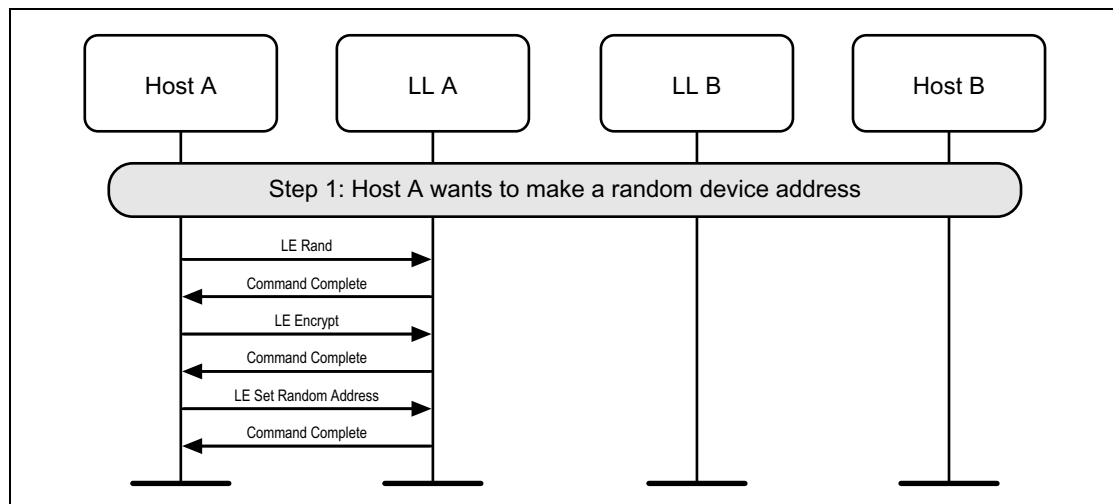 Host A
LL A
LL B
Host B
Step 1: Host A wants to make a random device address
LE Rand
Command Complete
LE Encrypt
Command Complete
LE Set Random Address
Command Complete